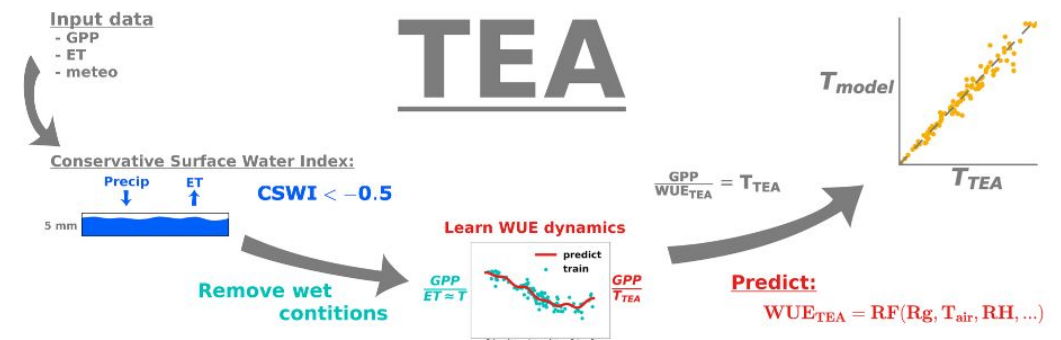 Input data
- GPP
- ET
- meteo
TEA
Conservative Surface Water Index:
Precip
ET
5 mm
CSWI < −0.5
Remove wet
contitions
Learn WUE dynamics
predict
train
GPP
ET ≈ T
GPP
T_TEA
GPP
WUE_TEA = T_TEA
T_model
T_TEA
Predict:
WUE_TEA = RF(Rg, T_air, RH, ...)